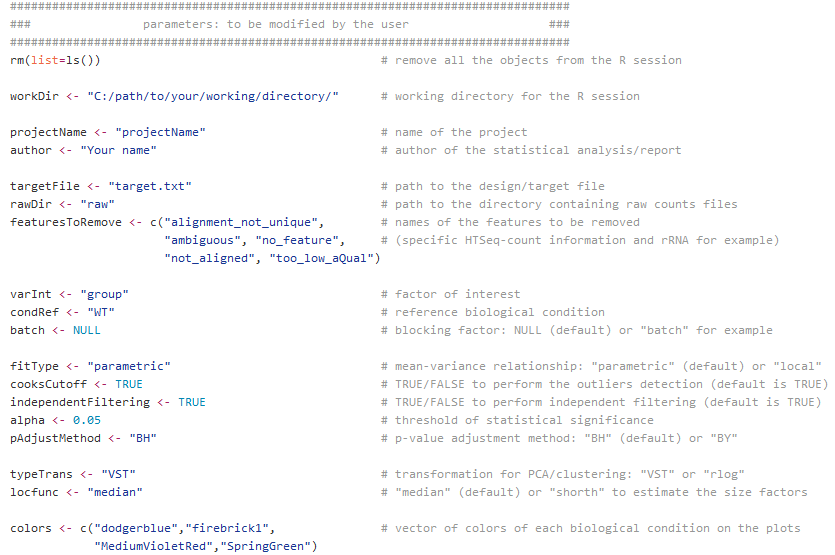 ################################################################################
###                parameters: to be modified by the user                    ###
################################################################################
rm(list=ls())                                        # remove all the objects from the R session
workDir <- "C:/path/to/your/working/directory/"      # working directory for the R session
projectName <- "projectName"                         # name of the project
author <- "Your name"                                # author of the statistical analysis/report
targetFile <- "target.txt"                           # path to the design/target file
rawDir <- "raw"                                      # path to the directory containing raw counts files
featuresToRemove <- c("alignment_not_unique",        # names of the features to be removed
                      "ambiguous", "no_feature",     # (specific HTSeq-count information and rRNA for example)
                      "not_aligned", "too_low_aQual")
varInt <- "group"                                    # factor of interest
condRef <- "WT"                                      # reference biological condition
batch <- NULL                                        # blocking factor: NULL (default) or "batch" for example
fitType <- "parametric"                              # mean-variance relationship: "parametric" (default) or "local"
cooksCutoff <- TRUE                                  # TRUE/FALSE to perform the outliers detection (default is TRUE)
independentFiltering <- TRUE                         # TRUE/FALSE to perform independent filtering (default is TRUE)
alpha <- 0.05                                        # threshold of statistical significance
pAdjustMethod <- "BH"                                # p-value adjustment method: "BH" (default) or "BY"
typeTrans <- "VST"                                   # transformation for PCA/clustering: "VST" or "rlog"
locfunc <- "median"                                  # "median" (default) or "shorth" to estimate the size factors
colors <- c("dodgerblue","firebrick1",               # vector of colors of each biological condition on the plots
            "MediumVioletRed","SpringGreen")